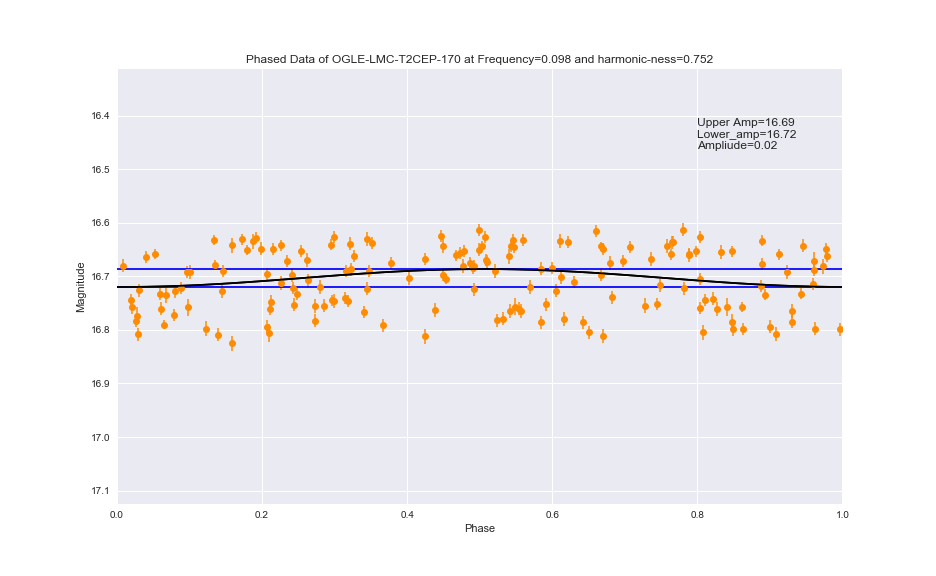 Phased Data of OGLE-LMC-T2CEP-170 at Frequency=0.098 and harmonic-ness=0.752
Upper Amp=16.69
Lower_amp=16.72
Ampliude=0.02
Magnitude
16.4
16.5
16.6
16.7
16.8
16.9
17.0
17.1
0.0 0.2 0.4 0.6 0.8 1.0
Phase